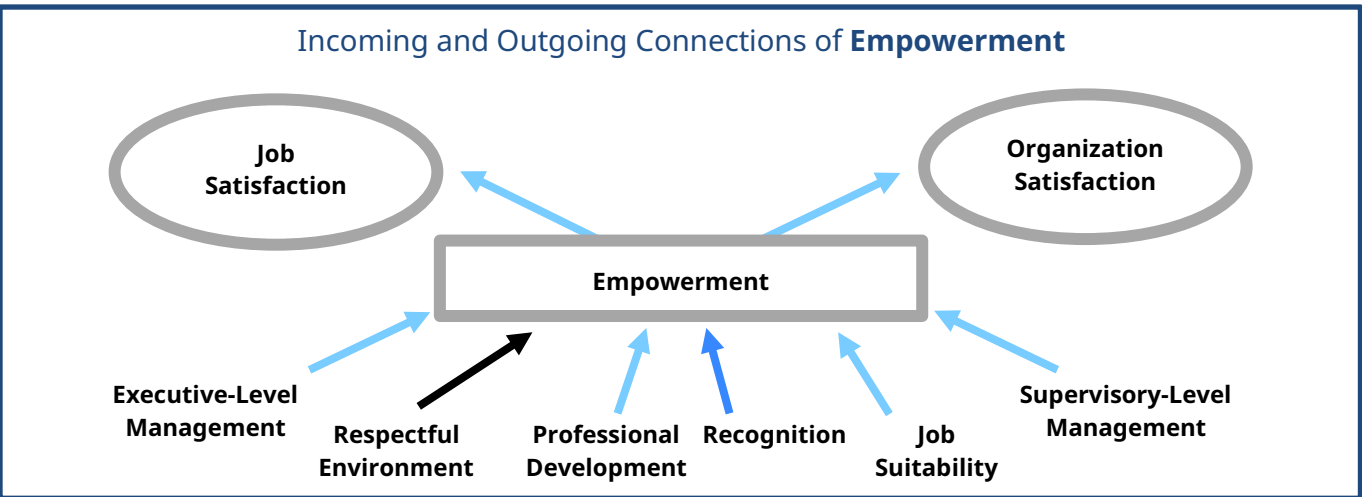 Incoming and Outgoing Connections of Empowerment
Job
Satisfaction
Organization
Satisfaction
Empowerment
Executive-Level
Management
Respectful
Environment
Professional
Development
Recognition
Job
Suitability
Supervisory-Level
Management